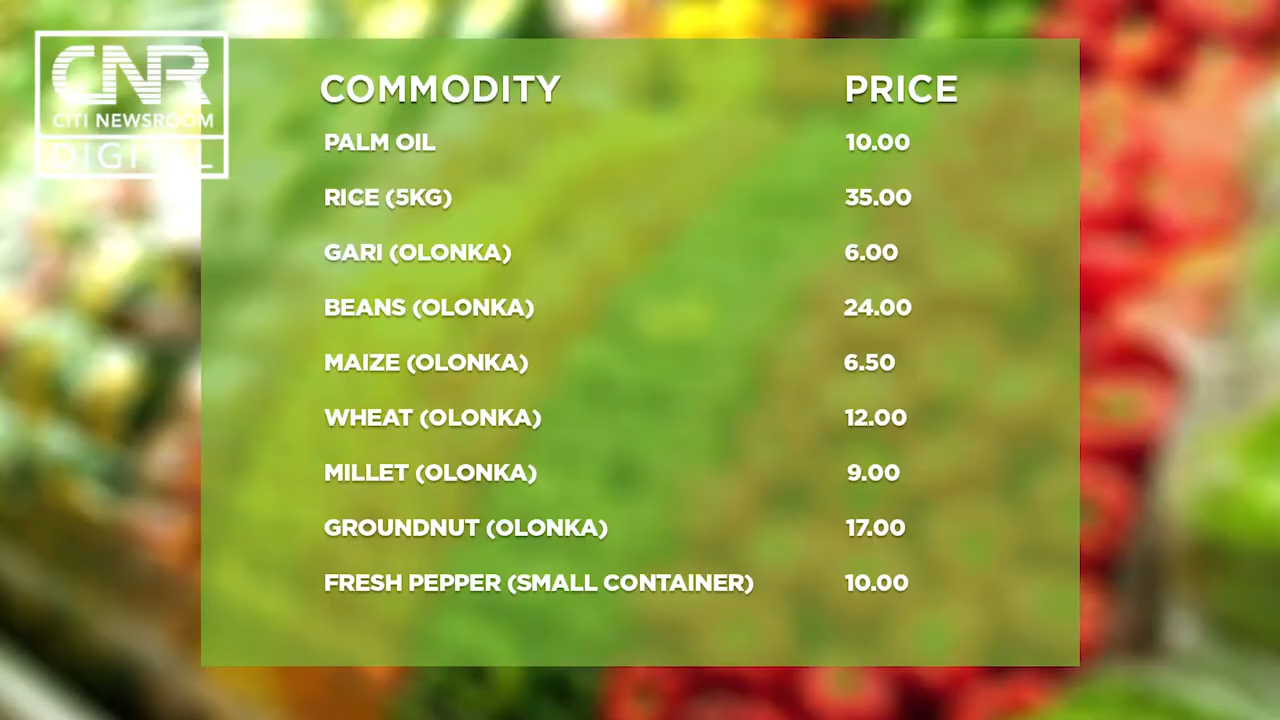 CNR
CITI NEWSROOM
DIGITAL
COMMODITY PRICE
PALM OIL 10.00
RICE (5KG) 35.00
GARI (OLONKA) 6.00
BEANS (OLONKA) 24.00
MAIZE (OLONKA) 6.50
WHEAT (OLONKA) 12.00
MILLET (OLONKA) 9.00
GROUNDNUT (OLONKA) 17.00
FRESH PEPPER (SMALL CONTAINER) 10.00